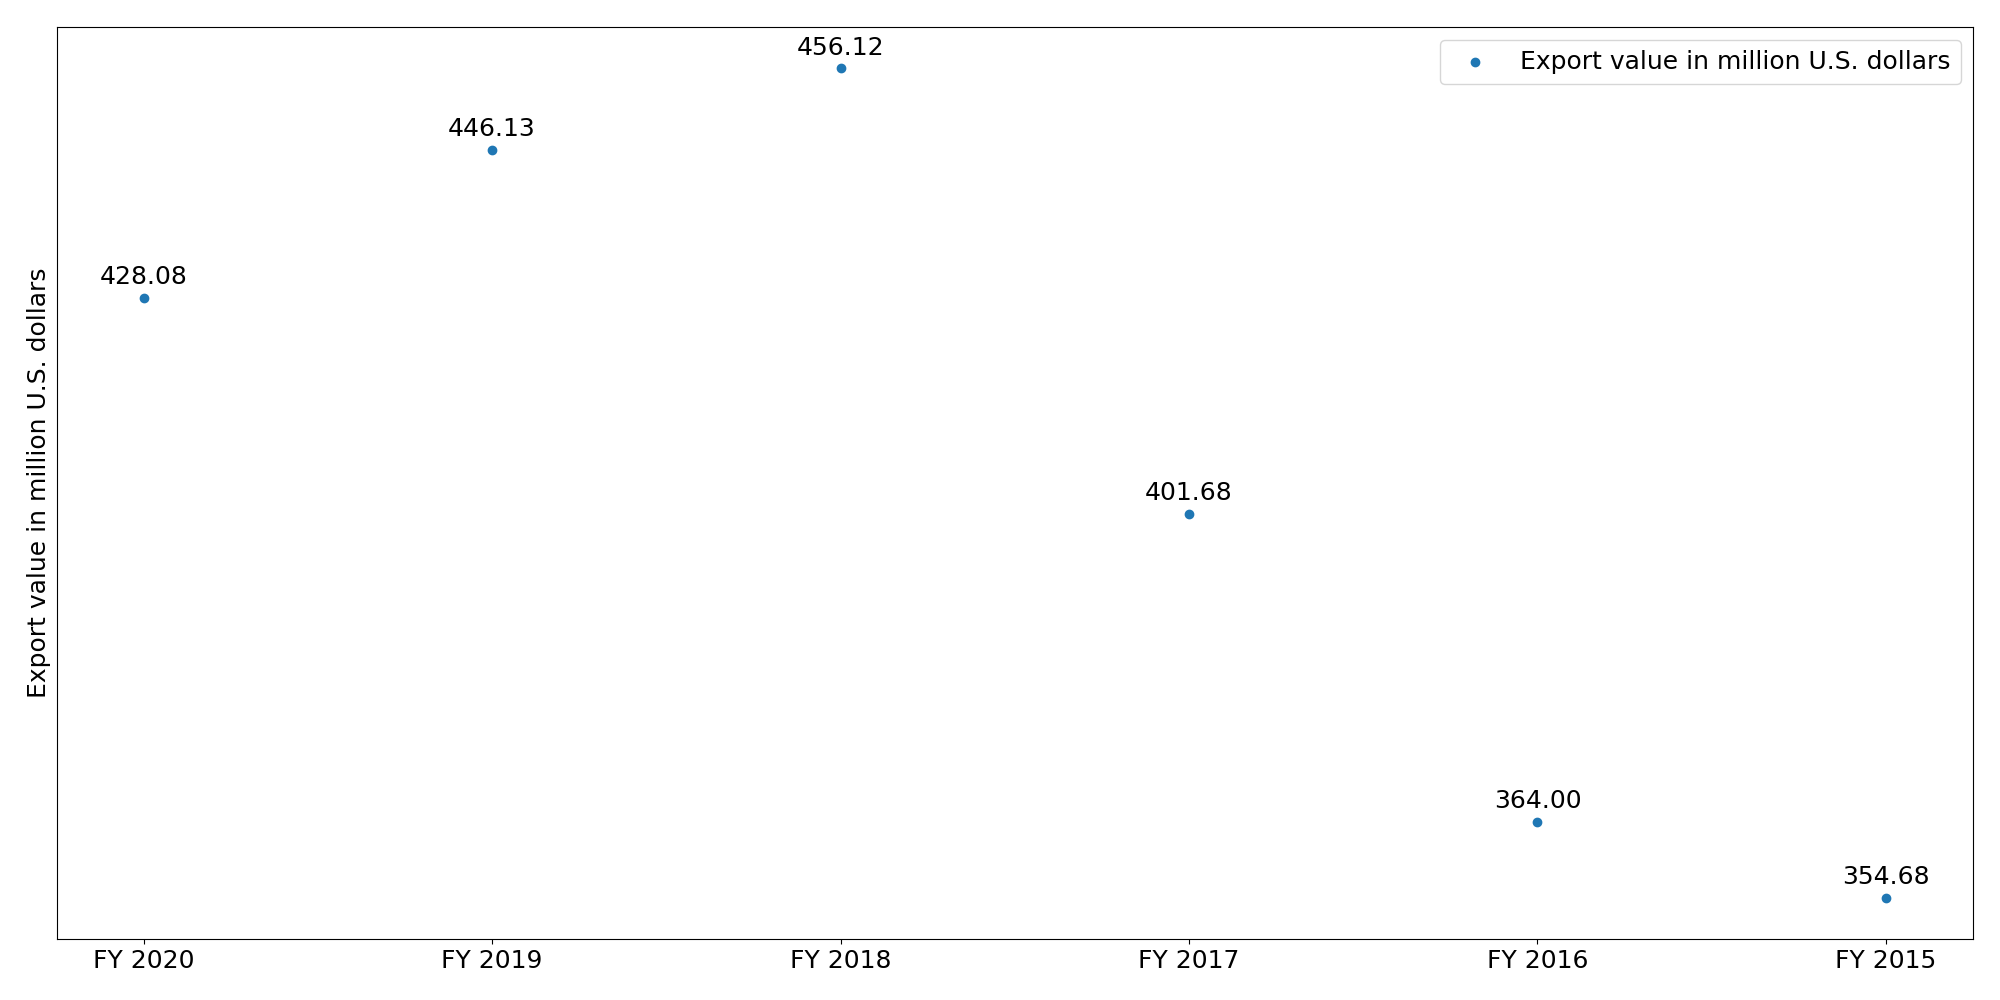 456.12
Export value in million U.S. dollars
446.13
428.08
Export value in million U.S. dollars
401.68
364.00
354.68
FY 2020 FY 2019 FY 2018 FY 2017 FY 2016 FY 2015